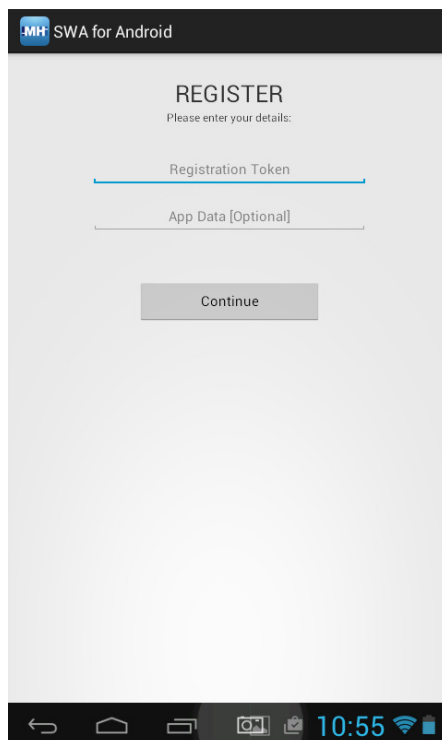 MH SWA for Android
REGISTER
Please enter your details:
Registration Token
App Data [Optional]
Continue
10:55